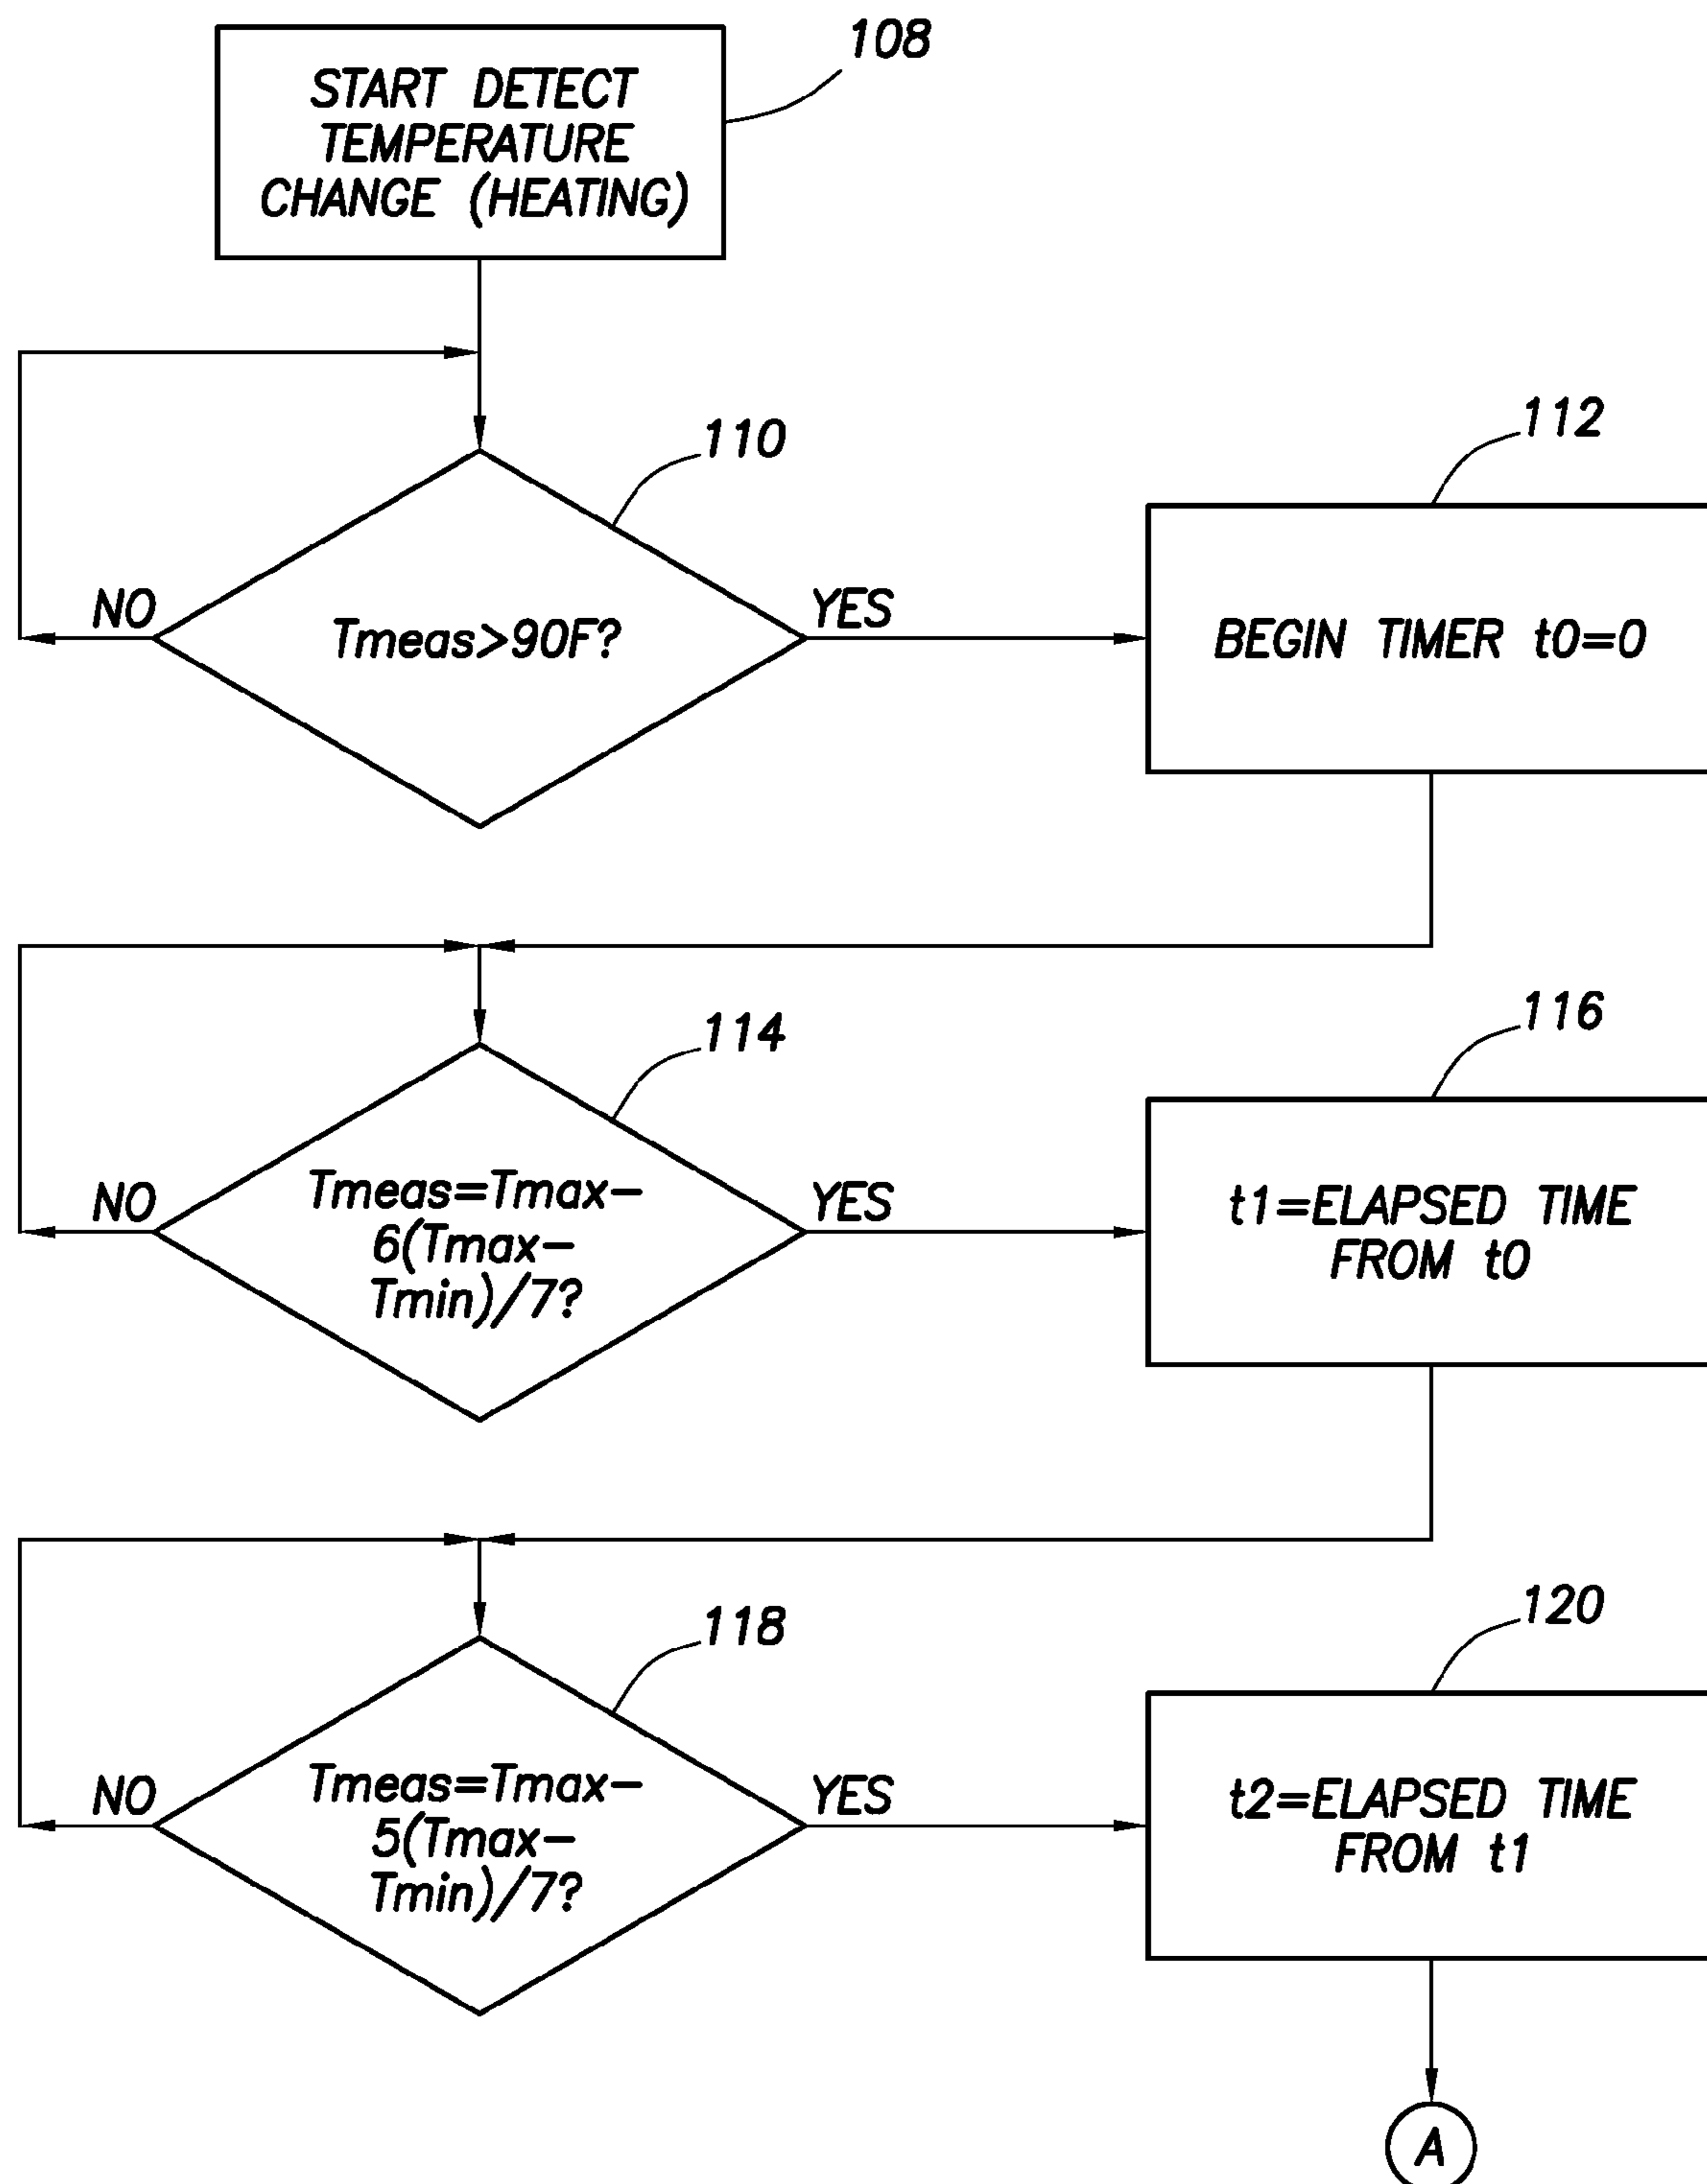 108
START DETECT
TEMPERATURE
CHANGE (HEATING)
110
112
NO
Tmeas>90F?
YES
BEGIN TIMER t0=0
114
116
NO
Tmeas=Tmax-
6(Tmax-
Tmin)/7?
YES
t1=ELAPSED TIME
FROM t0
118
120
NO
Tmeas=Tmax-
5(Tmax-
Tmin)/7?
YES
t2=ELAPSED TIME
FROM t1
A